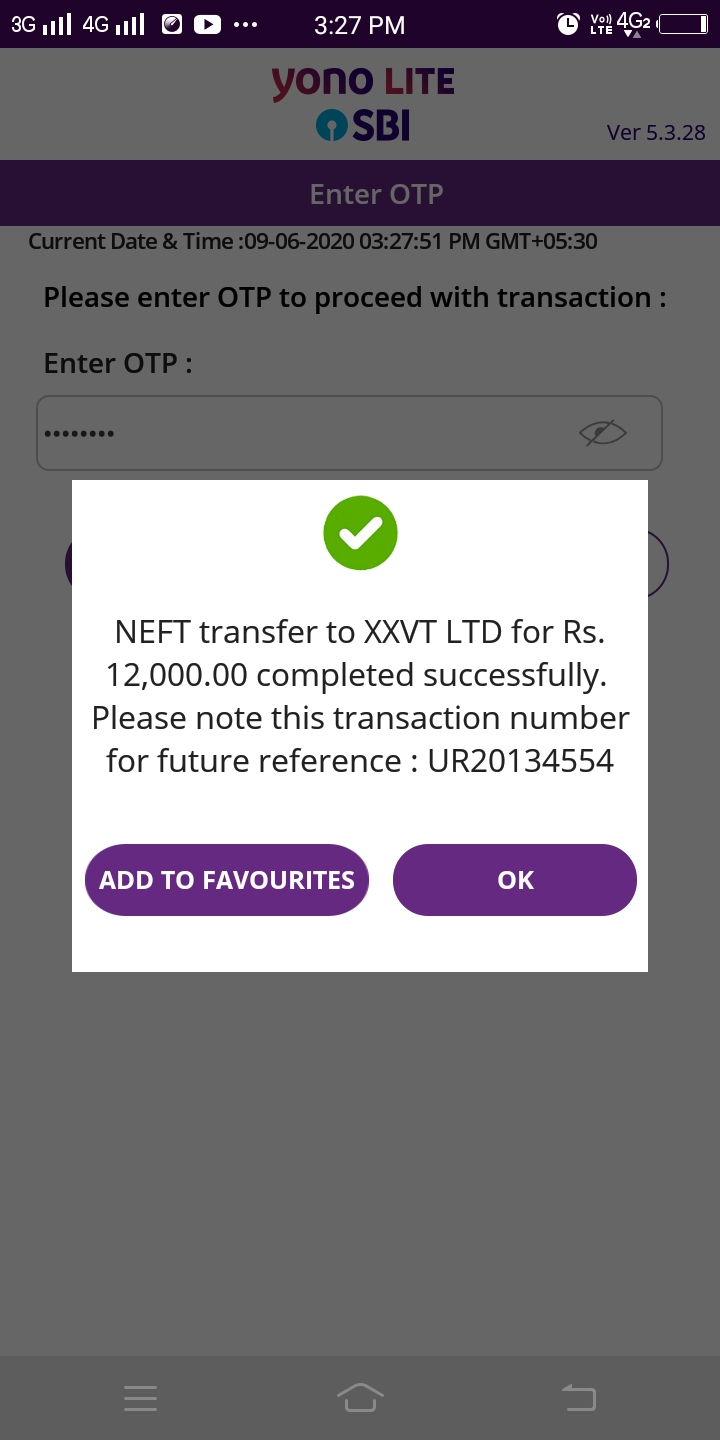 3G 4G ... 3:27 PM Vo)) LTE 4G2
yono LITE
SBI
Ver 5.3.28
Enter OTP
Current Date & Time :09-06-2020 03:27:51 PM GMT+05:30
Please enter OTP to proceed with transaction :
Enter OTP :
••••••••
NEFT transfer to XXVT LTD for Rs.
12,000.00 completed successfully.
Please note this transaction number
for future reference : UR20134554
ADD TO FAVOURITES OK